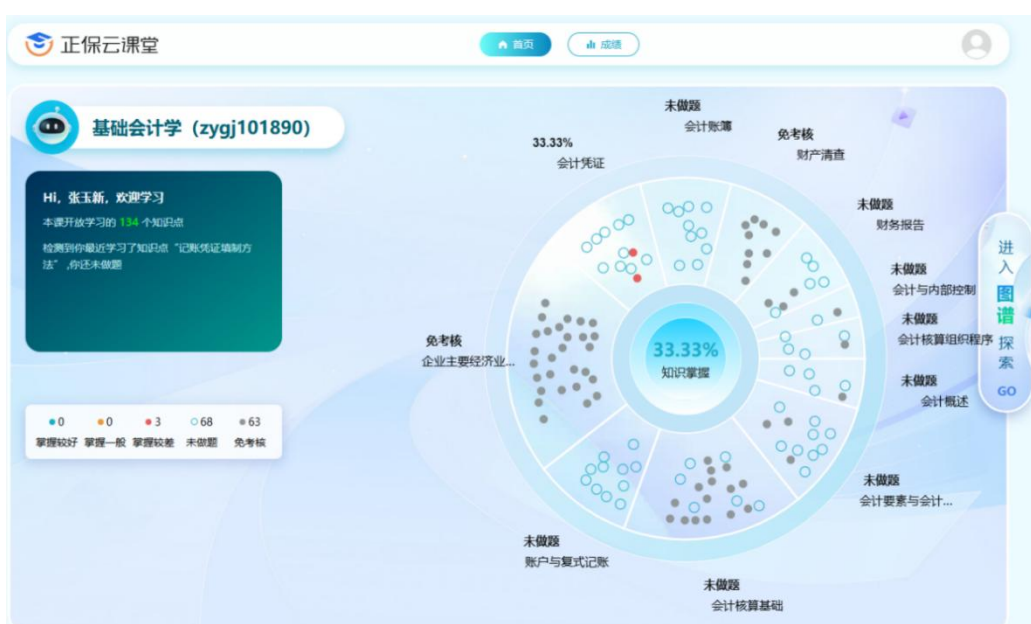 正保云课堂
首页
成绩
基础会计学（zygj101890）
Hi，张玉新，欢迎学习
本课开放学习的 134 个知识点
检测到你最近学习了知识点“记账凭证填制方
法”,你还未做题
0
0
3
68
63
掌握较好
掌握一般
掌握较差
未做题
免考核
未做题
会计账簿
33.33%
会计凭证
免考核
财产清查
未做题
财务报告
未做题
会计与内部控制
未做题
会计核算组织程序
未做题
会计概述
未做题
会计要素与会计...
未做题
会计核算基础
未做题
账户与复式记账
免考核
企业主要经济业...
33.33%
知识掌握
进入图谱探索
GO